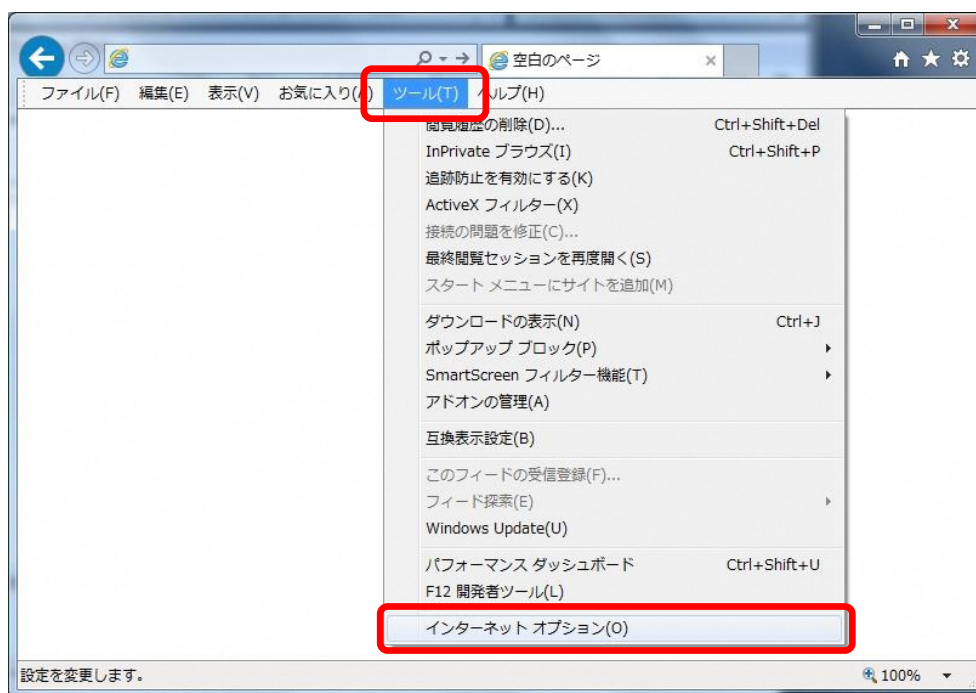 空白のページ
ファイル(F) 編集(E) 表示(V) お気に入り(A) ツール(T) ヘルプ(H)
閲覧履歴の削除(D)... Ctrl+Shift+Del
InPrivate ブラウズ(I) Ctrl+Shift+P
追跡防止を有効にする(K)
ActiveX フィルター(X)
接続の問題を修正(C)...
最終閲覧セッションを再度開く(S)
スタート メニューにサイトを追加(M)
ダウンロードの表示(N) Ctrl+J
ポップアップ ブロック(P)
SmartScreen フィルター機能(T)
アドオンの管理(A)
互換表示設定(B)
このフィードの受信登録(F)...
フィード探索(E)
Windows Update(U)
パフォーマンス ダッシュボード Ctrl+Shift+U
F12 開発者ツール(L)
インターネット オプション(O)
設定を変更します。 100%